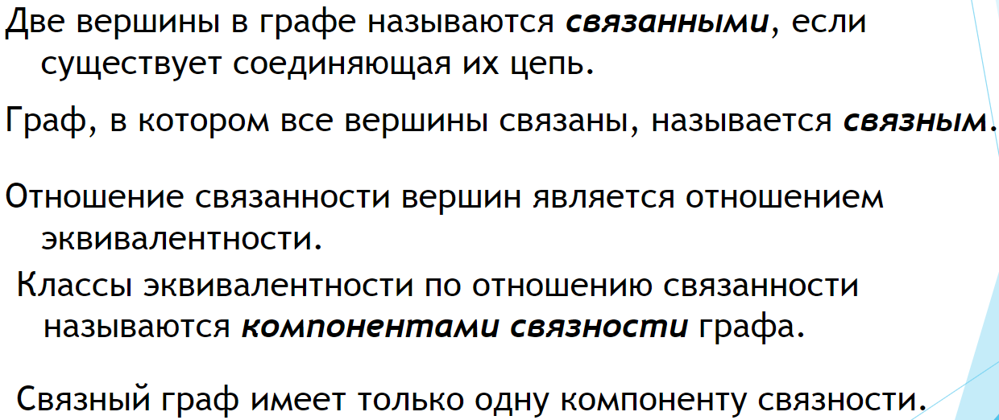 Две вершины в графе называются связанными, если
существует соединяющая их цепь.
Граф, в котором все вершины связаны, называется связным.
Отношение связанности вершин является отношением
эквивалентности.
Классы эквивалентности по отношению связанности
называются компонентами связности графа.
Связный граф имеет только одну компоненту связности.